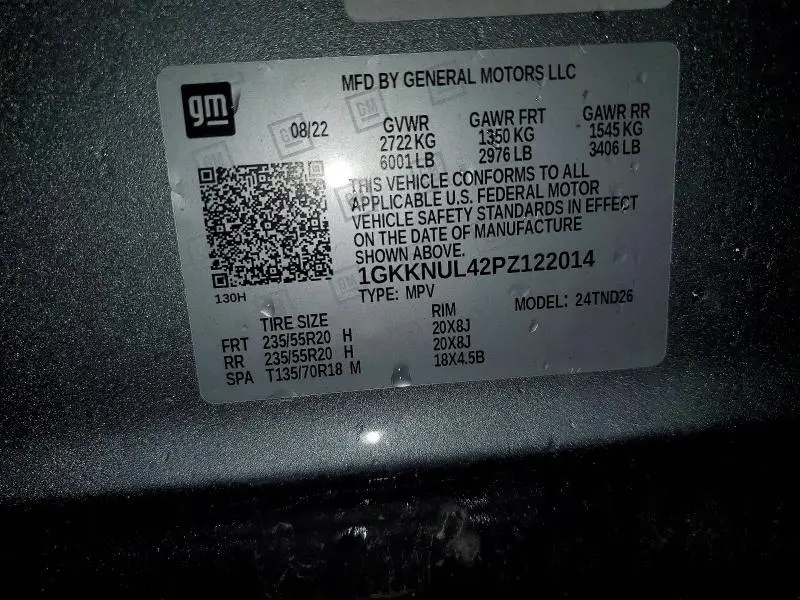 MFD BY GENERAL MOTORS LLC
gm
08/22
GVWR
2722 KG
6001 LB
GAWR FRT
1350 KG
2976 LB
GAWR RR
1545 KG
3406 LB
THIS VEHICLE CONFORMS TO ALL
APPLICABLE U.S. FEDERAL MOTOR
VEHICLE SAFETY STANDARDS IN EFFECT
ON THE DATE OF MANUFACTURE
SHOWN ABOVE.
1GKKNUL42PZ122014
130H
TYPE: MPV
MODEL: 24TND26
TIRE SIZE RIM
FRT 235/55R20 H 20X8J
RR 235/55R20 H 20X8J
SPA T135/70R18 M 18X4.5B